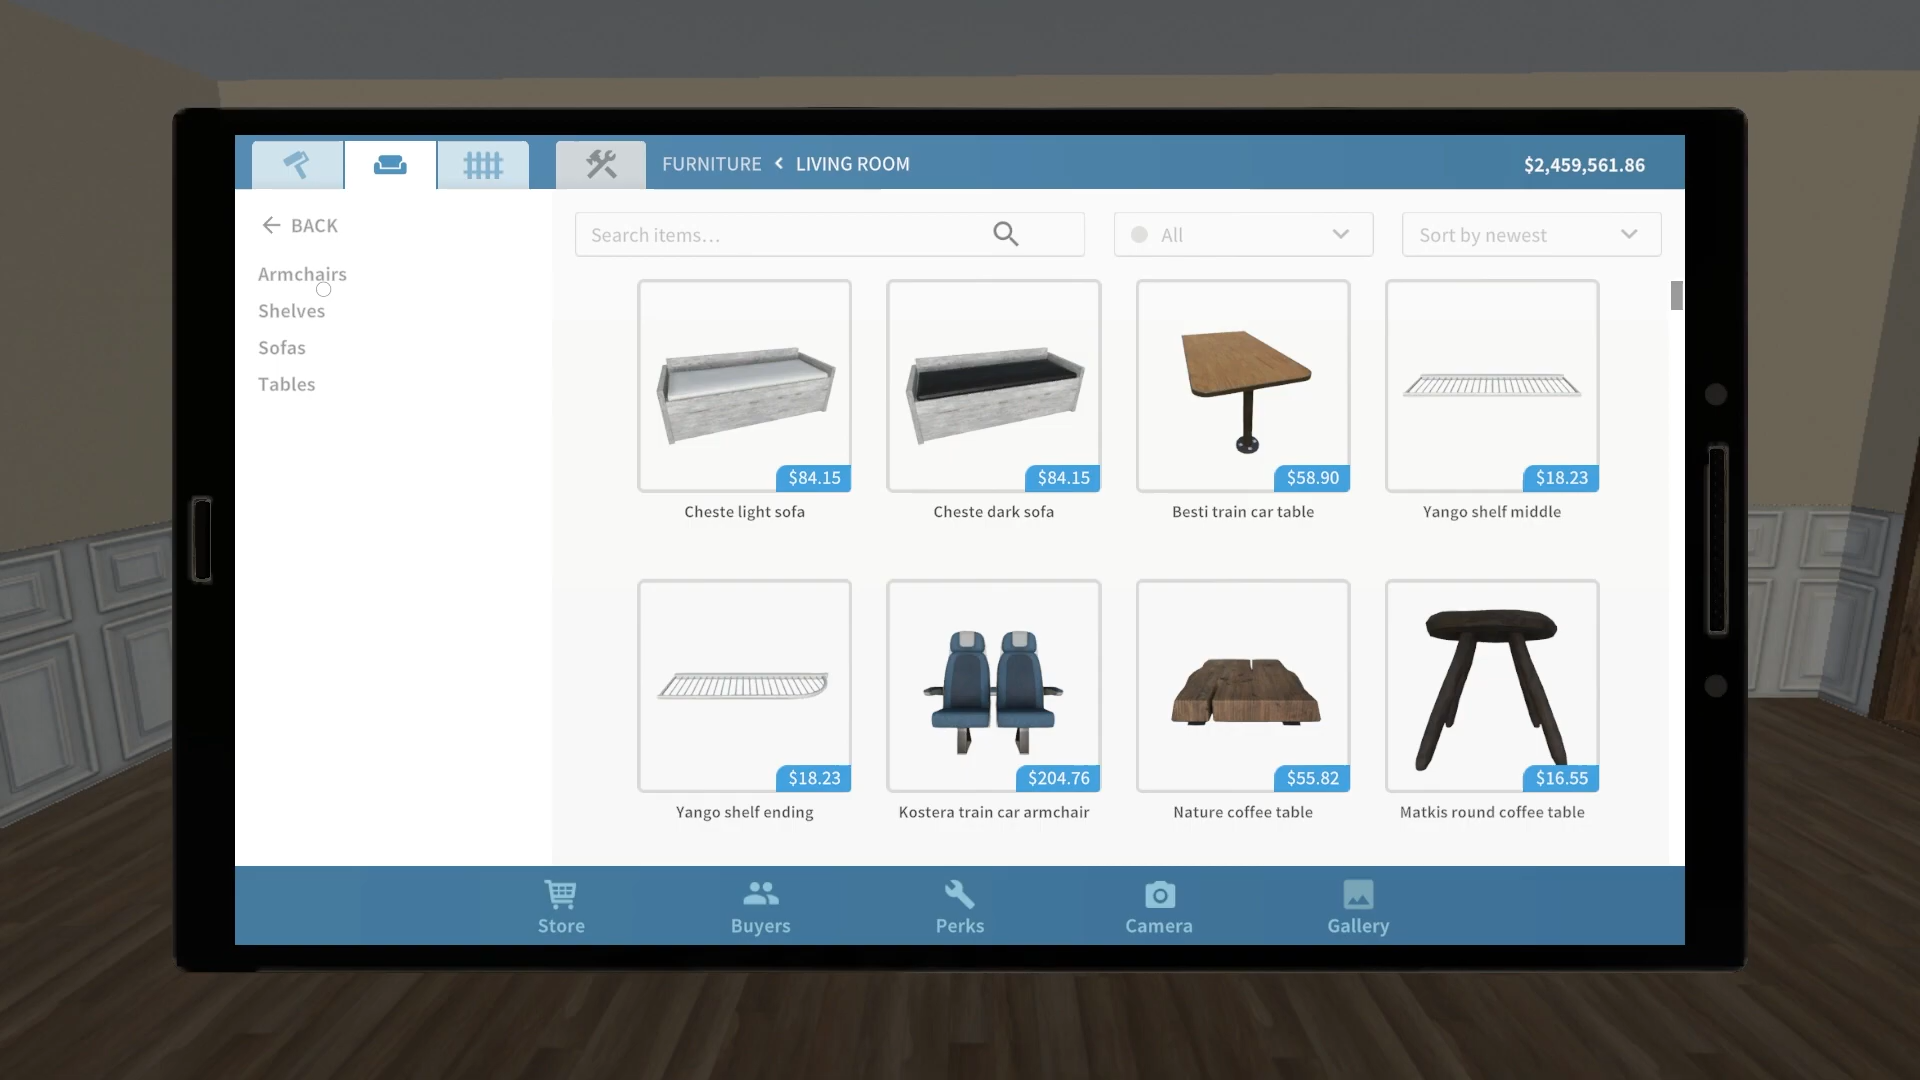 FURNITURE < LIVING ROOM
$2,459,561.86
BACK
Armchairs
Shelves
Sofas
Tables
Search items...
All
Sort by newest
$84.15
$84.15
$58.90
$18.23
Cheste light sofa
Cheste dark sofa
Besti train car table
Yango shelf middle
$18.23
$204.76
$55.82
$16.55
Yango shelf ending
Kostera train car armchair
Nature coffee table
Matkis round coffee table
Store
Buyers
Perks
Camera
Gallery